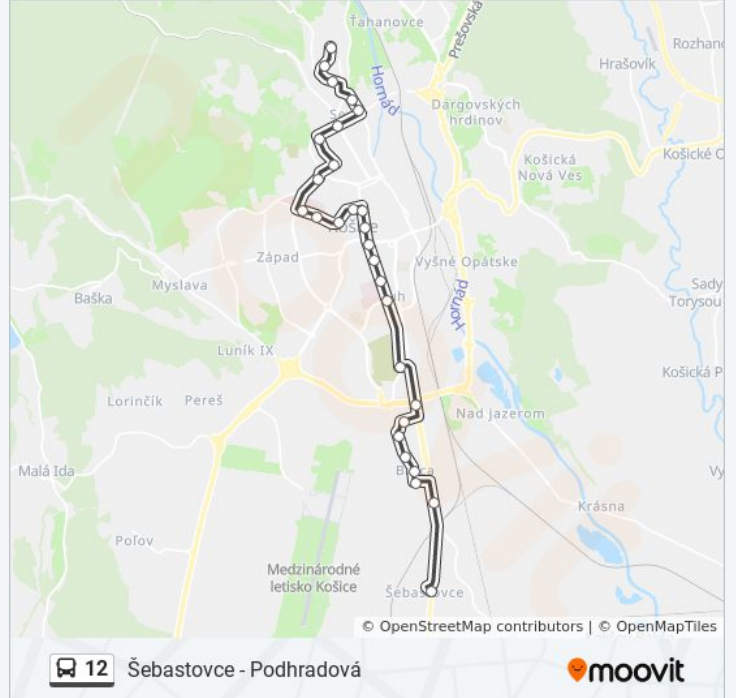 Ťahanovce
Prešovská
Rozhano
Hrašovík
Hornád
Dargovských
hrdinov
Košická
Nová Ves
Košické O
Západ
Vyšné Opátske
Myslava
Baška
Hornád
Sady
Torysou
Luník IX
Košická P
Lorinčík
Pereš
Nad jazerom
Malá Ida
Vy
Krásna
Poľov
Medzinárodné
letisko Košice
© OpenStreetMap contributors | © OpenMapTiles
12 Šebastovce - Podhradová
moovit